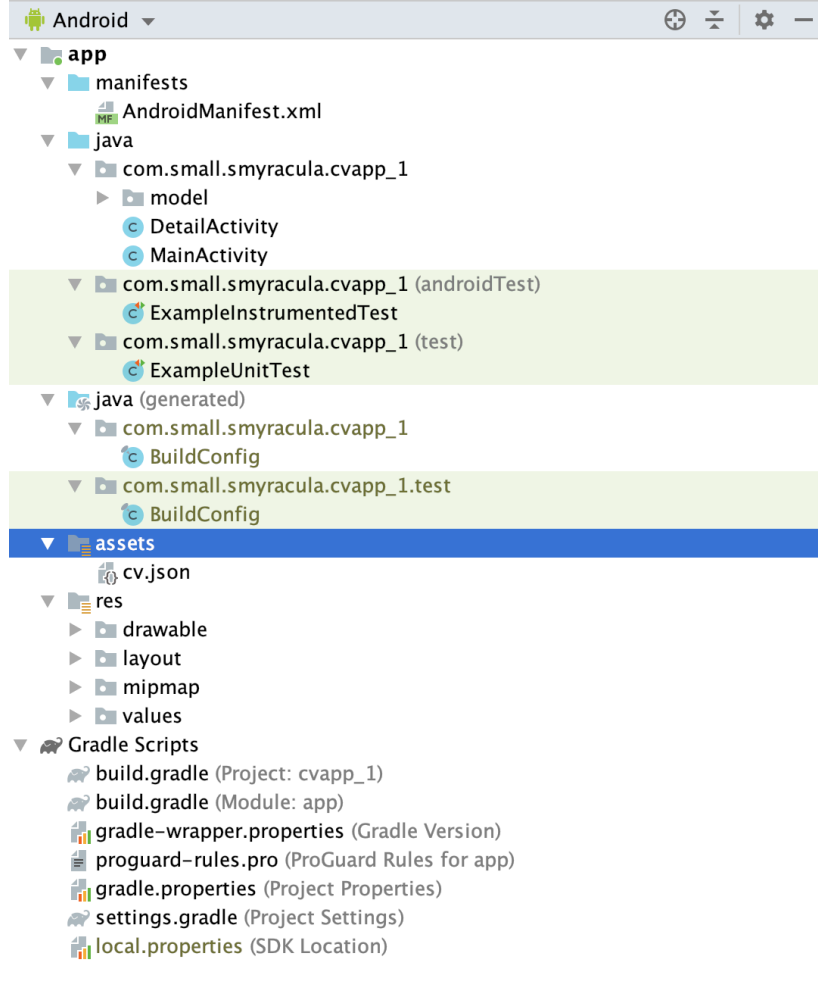 Android
app
manifests
MF AndroidManifest.xml
java
com.small.smyracula.cvapp_1
model
C DetailActivity
C MainActivity
com.small.smyracula.cvapp_1 (androidTest)
C ExampleInstrumentedTest
com.small.smyracula.cvapp_1 (test)
C ExampleUnitTest
java (generated)
com.small.smyracula.cvapp_1
C BuildConfig
com.small.smyracula.cvapp_1.test
C BuildConfig
assets
{} cv.json
res
drawable
layout
mipmap
values
Gradle Scripts
build.gradle (Project: cvapp_1)
build.gradle (Module: app)
gradle-wrapper.properties (Gradle Version)
proguard-rules.pro (ProGuard Rules for app)
gradle.properties (Project Properties)
settings.gradle (Project Settings)
local.properties (SDK Location)